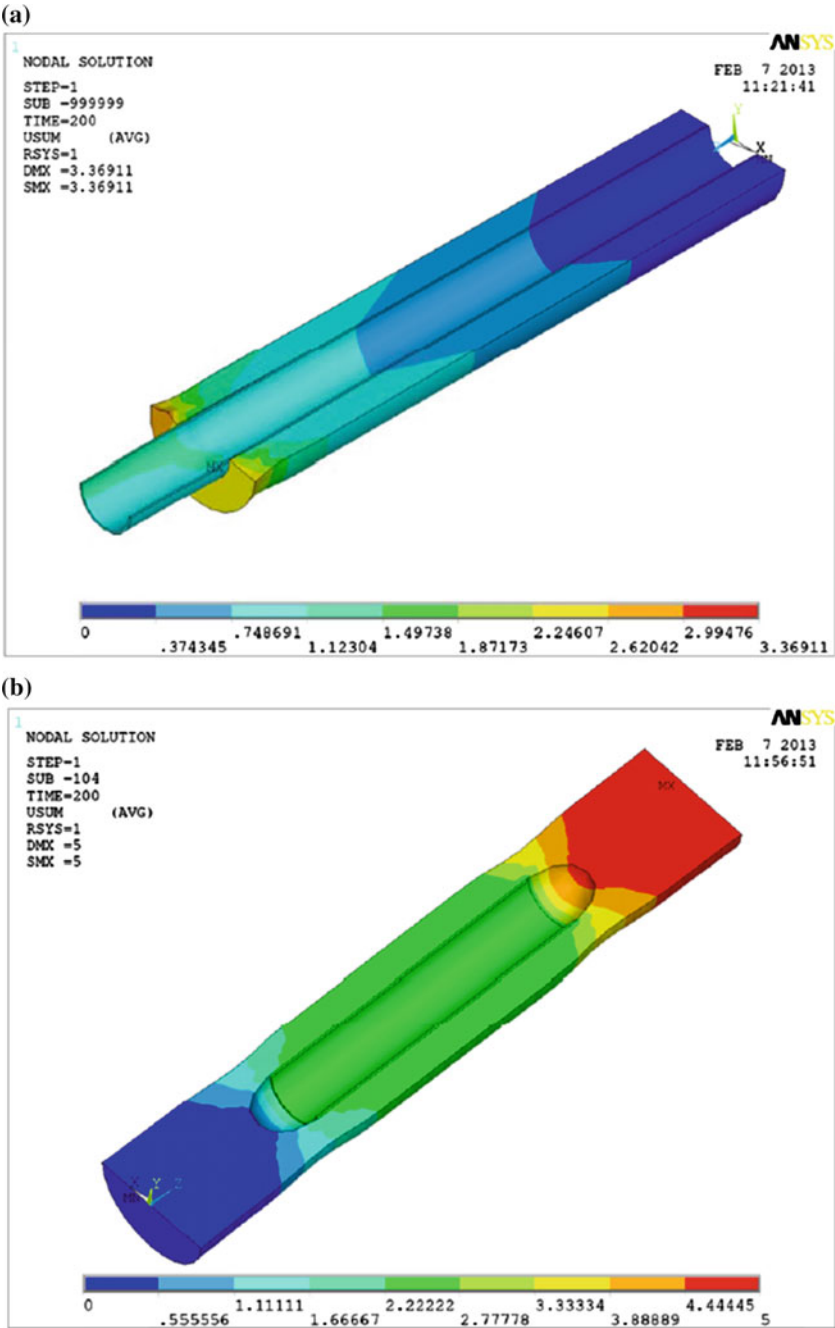 (a)
1
ANSYS
NODAL SOLUTION
FEB 7 2013
11:21:41
STEP=1
SUB =999999
TIME=200
USUM (AVG)
RSYS=1
DMX =3.36911
SMX =3.36911
Y
X
MX
0 .374345 .748691 1.12304 1.49738 1.87173 2.24607 2.62042 2.99476 3.36911
(b)
1
ANSYS
NODAL SOLUTION
FEB 7 2013
11:56:51
STEP=1
SUB =104
TIME=200
USUM (AVG)
RSYS=1
DMX =5
SMX =5
MX
X Y Z
MN
0 .555556 1.11111 1.66667 2.22222 2.77778 3.33334 3.88889 4.44445 5